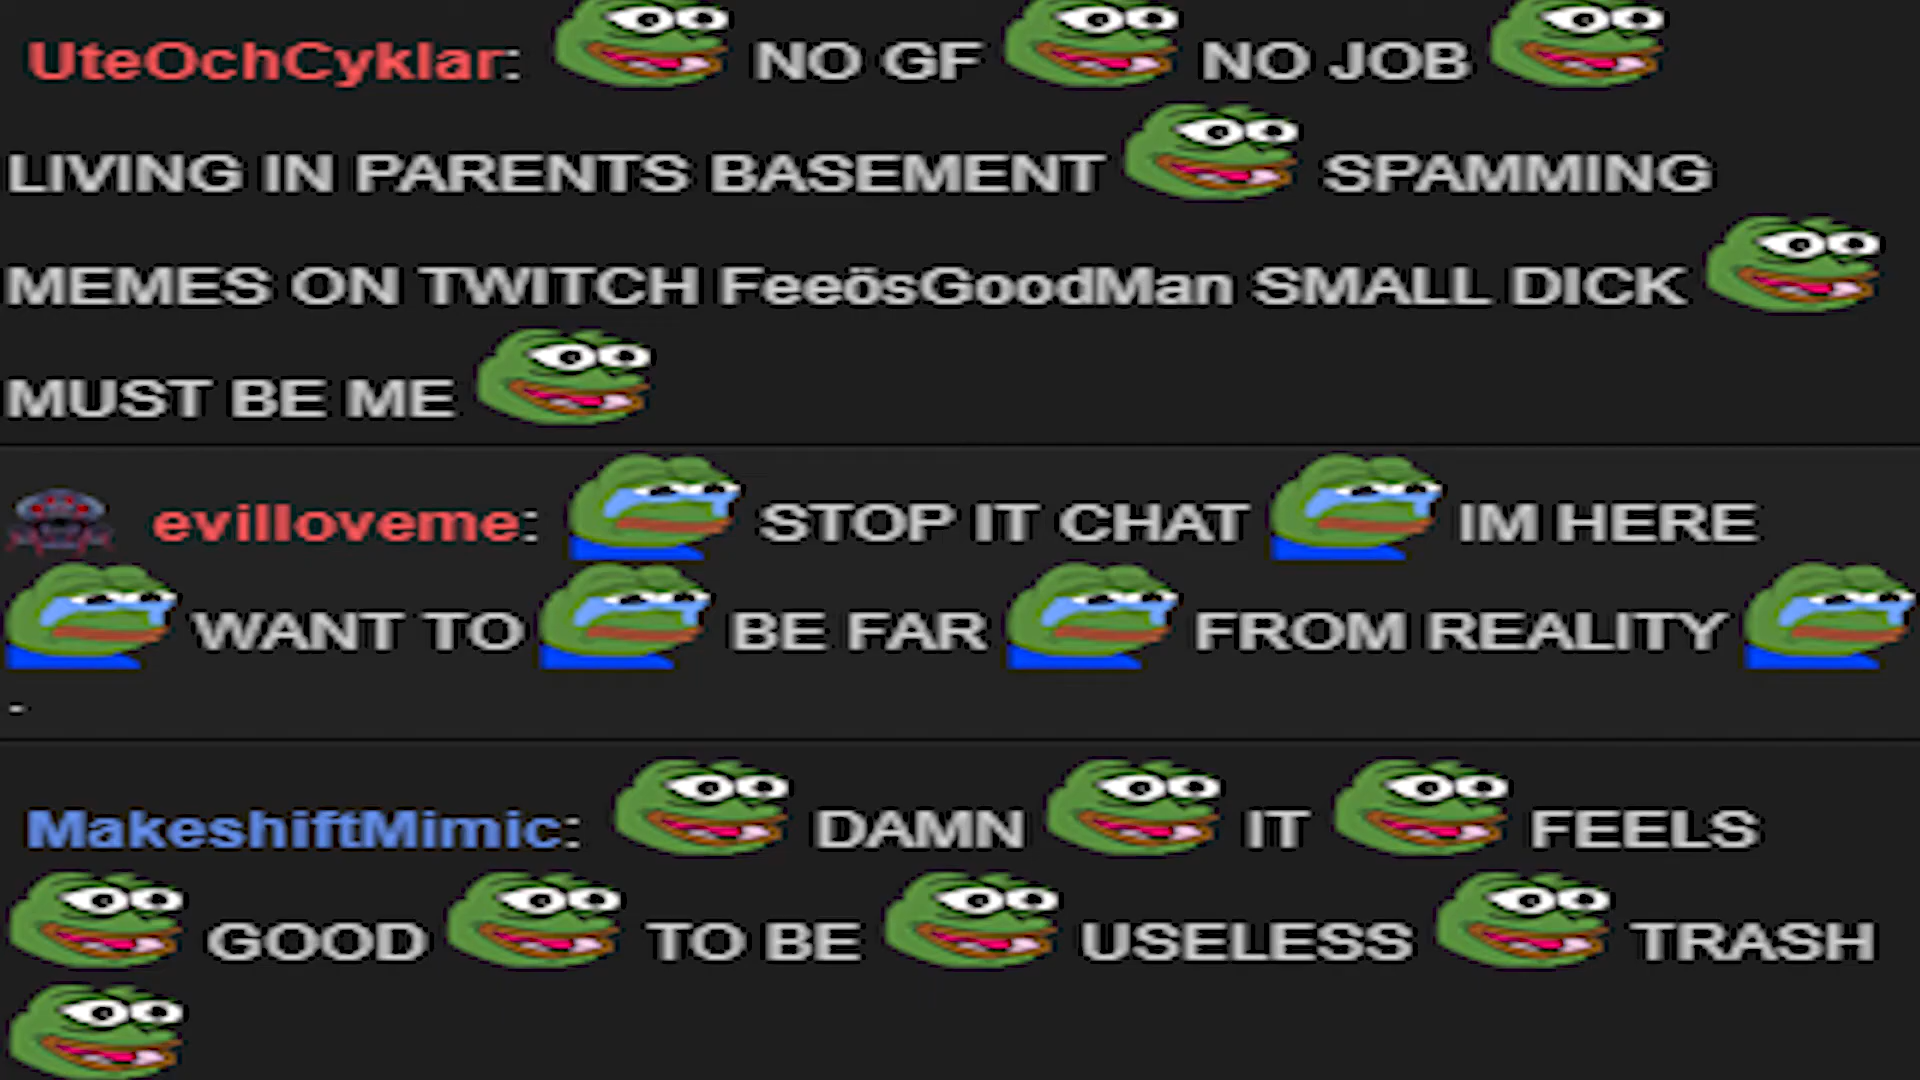 UteOchCyklar: NO GF NO JOB
LIVING IN PARENTS BASEMENT SPAMMING
MEMES ON TWITCH FeeösGoodMan SMALL DICK
MUST BE ME
evilloveme: STOP IT CHAT IM HERE
WANT TO BE FAR FROM REALITY
-
MakeshiftMimic: DAMN IT FEELS
GOOD TO BE USELESS TRASH